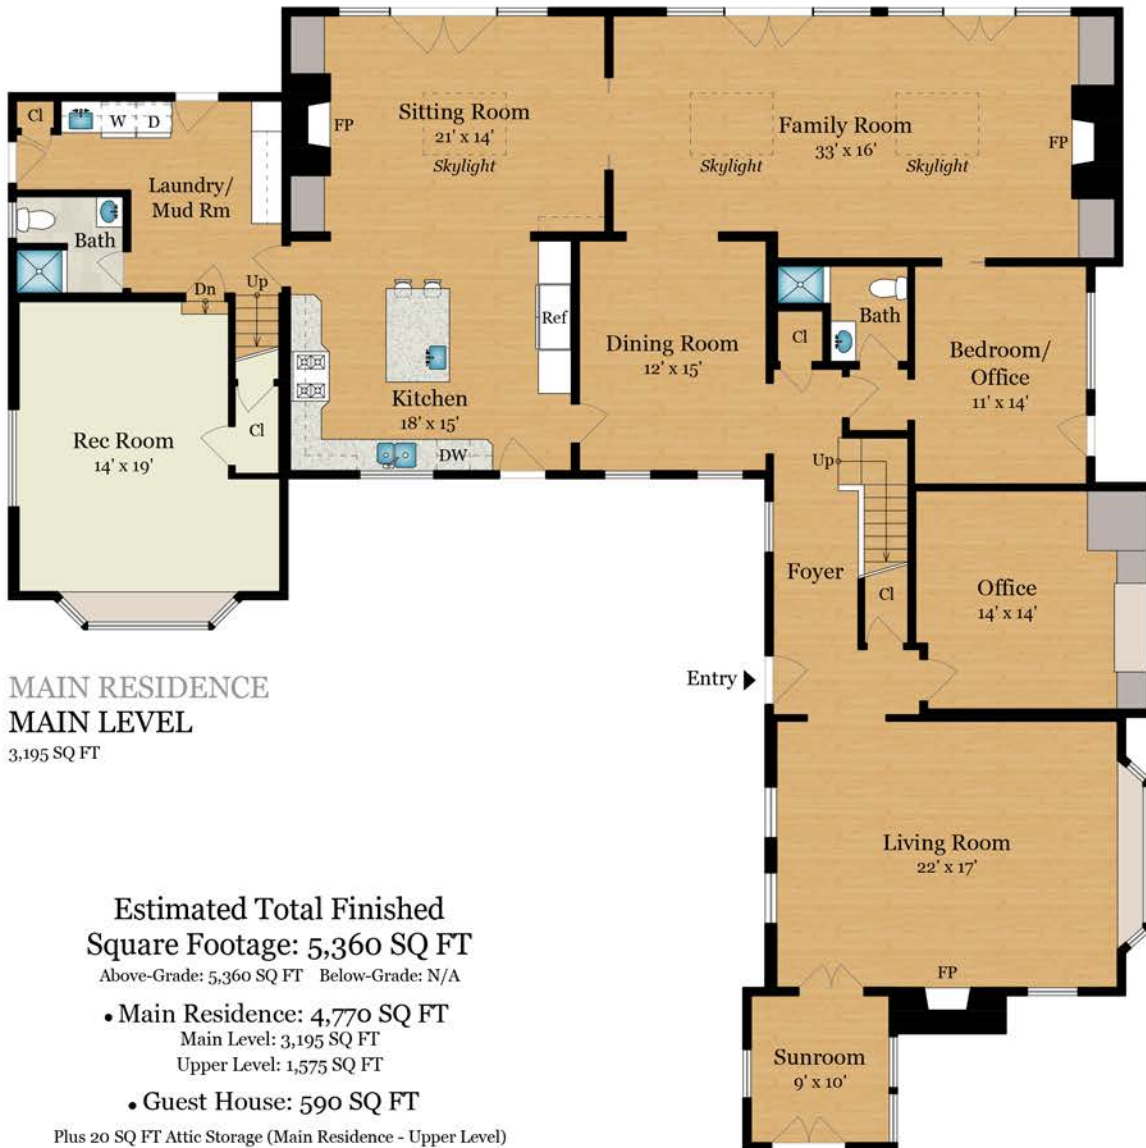 Sitting Room
21' x 14'
Skylight
FP
Family Room
33' x 16'
Skylight
Skylight
FP
Cl
W
D
Laundry/
Mud Rm
Bath
Dn
Up
Ref
Kitchen
18' x 15'
DW
Dining Room
12' x 15'
Cl
Bath
Bedroom/
Office
11' x 14'
Rec Room
14' x 19'
Cl
Up
Foyer
Cl
Office
14' x 14'
Entry
MAIN RESIDENCE
MAIN LEVEL
3,195 SQ FT
Living Room
22' x 17'
FP
Sunroom
9' x 10'
Estimated Total Finished
Square Footage: 5,360 SQ FT
Above-Grade: 5,360 SQ FT Below-Grade: N/A
• Main Residence: 4,770 SQ FT
Main Level: 3,195 SQ FT
Upper Level: 1,575 SQ FT
• Guest House: 590 SQ FT
Plus 20 SQ FT Attic Storage (Main Residence - Upper Level)